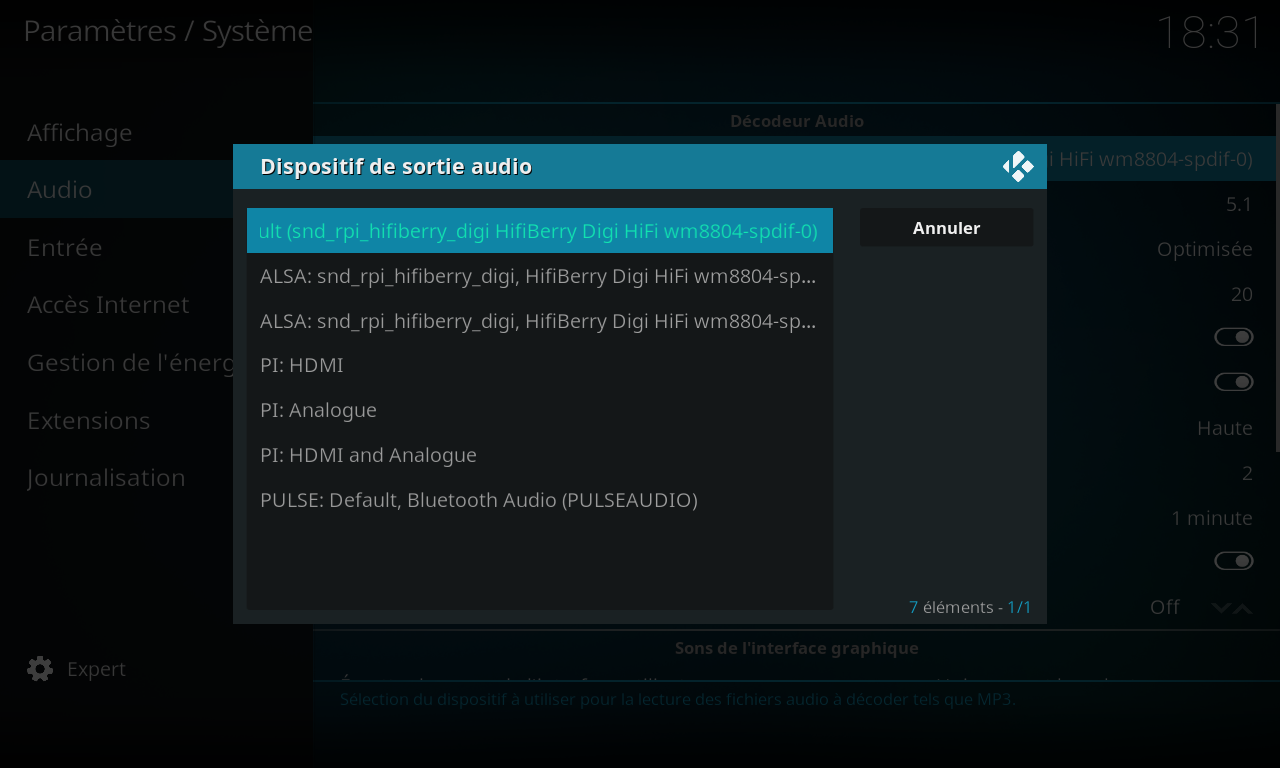 Paramètres / Système
18:31
Affichage
Audio
Entrée
Accès Internet
Gestion de l'énerg
Extensions
Journalisation
Expert
Décodeur Audio
i HiFi wm8804-spdif-0)
5.1
Optimisée
20
Haute
2
1 minute
Off
Dispositif de sortie audio
ult (snd_rpi_hifiberry_digi HifiBerry Digi HiFi wm8804-spdif-0)
ALSA: snd_rpi_hifiberry_digi, HifiBerry Digi HiFi wm8804-sp...
ALSA: snd_rpi_hifiberry_digi, HifiBerry Digi HiFi wm8804-sp...
PI: HDMI
PI: Analogue
PI: HDMI and Analogue
PULSE: Default, Bluetooth Audio (PULSEAUDIO)
Annuler
7 éléments - 1/1
Sons de l'interface graphique
Sélection du dispositif à utiliser pour la lecture des fichiers audio à décoder tels que MP3.